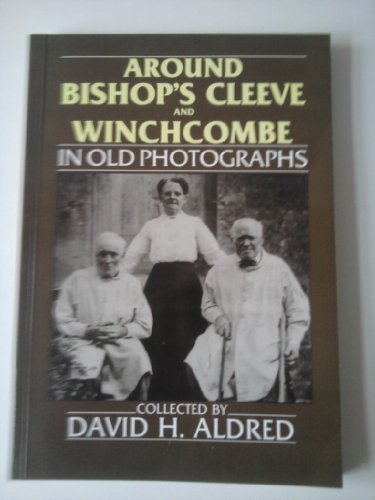 AROUND
BISHOP'S CLEEVE
AND
WINCHCOMBE
IN OLD PHOTOGRAPHS
COLLECTED BY
DAVID H. ALDRED